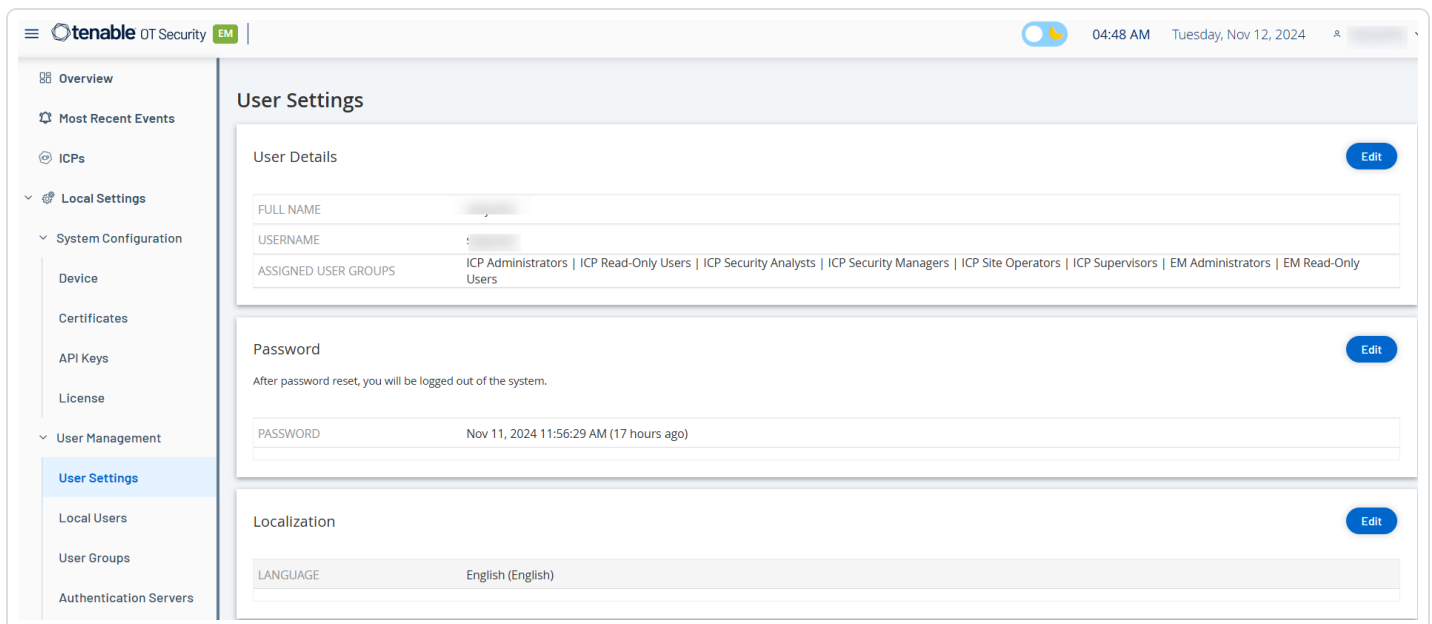 tenable OT Security EM
04:48 AM Tuesday, Nov 12, 2024
Overview
Most Recent Events
ICPs
Local Settings
System Configuration
Device
Certificates
API Keys
License
User Management
User Settings
Local Users
User Groups
Authentication Servers
User Settings
User Details
Edit
FULL NAME
USERNAME
ASSIGNED USER GROUPS
ICP Administrators | ICP Read-Only Users | ICP Security Analysts | ICP Security Managers | ICP Site Operators | ICP Supervisors | EM Administrators | EM Read-Only
Users
Password
Edit
After password reset, you will be logged out of the system.
PASSWORD Nov 11, 2024 11:56:29 AM (17 hours ago)
Localization
Edit
LANGUAGE English (English)